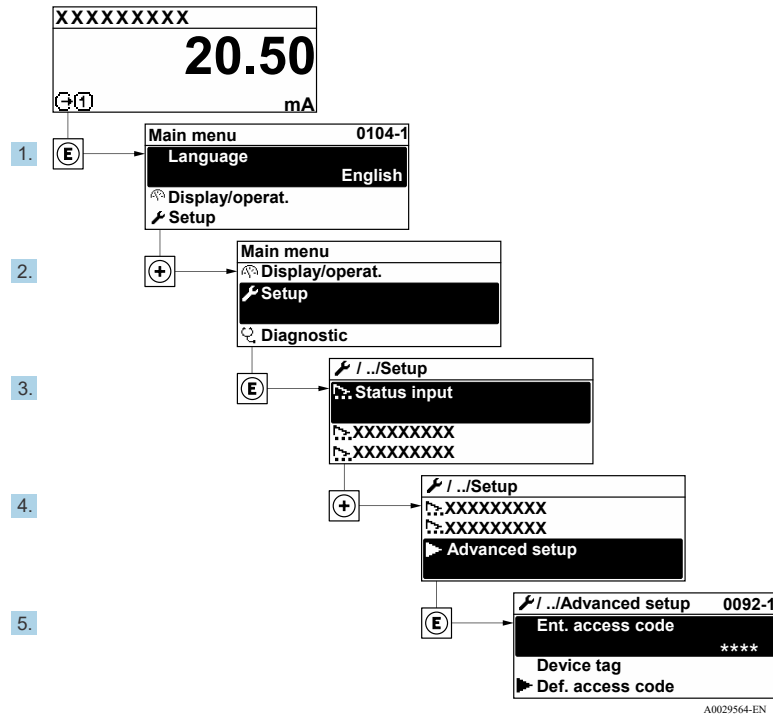 XXXXXXXXX
20.50
1 mA
1. E
Main menu 0104-1
Language
English
Display/operat.
Setup
2. +
Main menu
Display/operat.
Setup
Diagnostic
3. E
/ ../Setup
Status input
XXXXXXXXX
XXXXXXXXX
4. +
/ ../Setup
XXXXXXXXX
XXXXXXXXX
Advanced setup
5. E
/ ../Advanced setup 0092-1
Ent. access code
****
Device tag
Def. access code
A0029564-EN